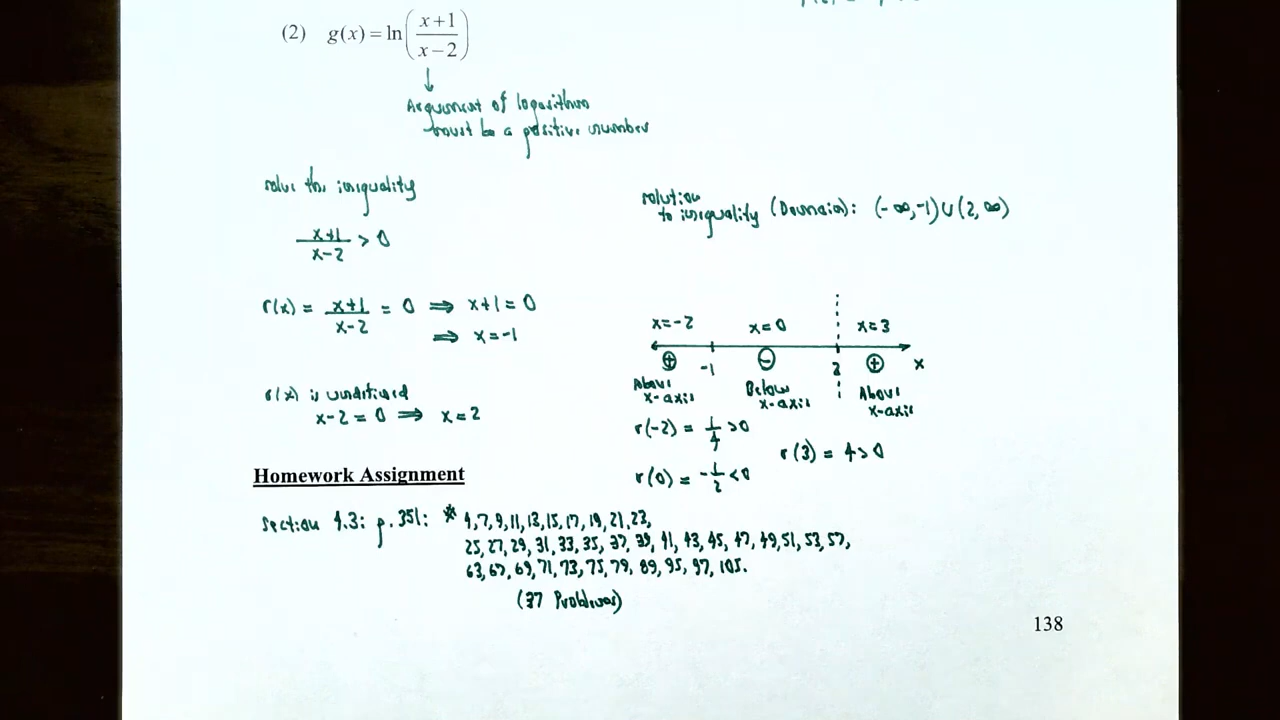 (2) g(x) = ln((x+1)/(x−2))
↓
Argument of logarithm
must be a positive number
solve the inequality
(x+1)/(x−2) > 0
solution
to inequality (Domain): (−∞,−1)∪(2,∞)
r(x) = (x+1)/(x−2) = 0 ⇒ x+1 = 0
⇒ x = −1
r(x) is undefined
x−2 = 0 ⇒ x = 2
x=−2 x=0 x=3
⊕ −1 ⊖ 2 ⊕ x
Above Below Above
x-axis x-axis x-axis
r(−2) = 1/4 > 0
r(3) = 4 > 0
r(0) = −1/2 < 0
Homework Assignment
Section 4.3: p. 351: * 4, 7, 9, 11, 13, 15, 17, 19, 21, 23,
25, 27, 29, 31, 33, 35, 37, 39, 41, 43, 45, 47, 49, 51, 53, 57,
63, 67, 69, 71, 73, 75, 79, 89, 95, 97, 105.
(37 Problems)
138